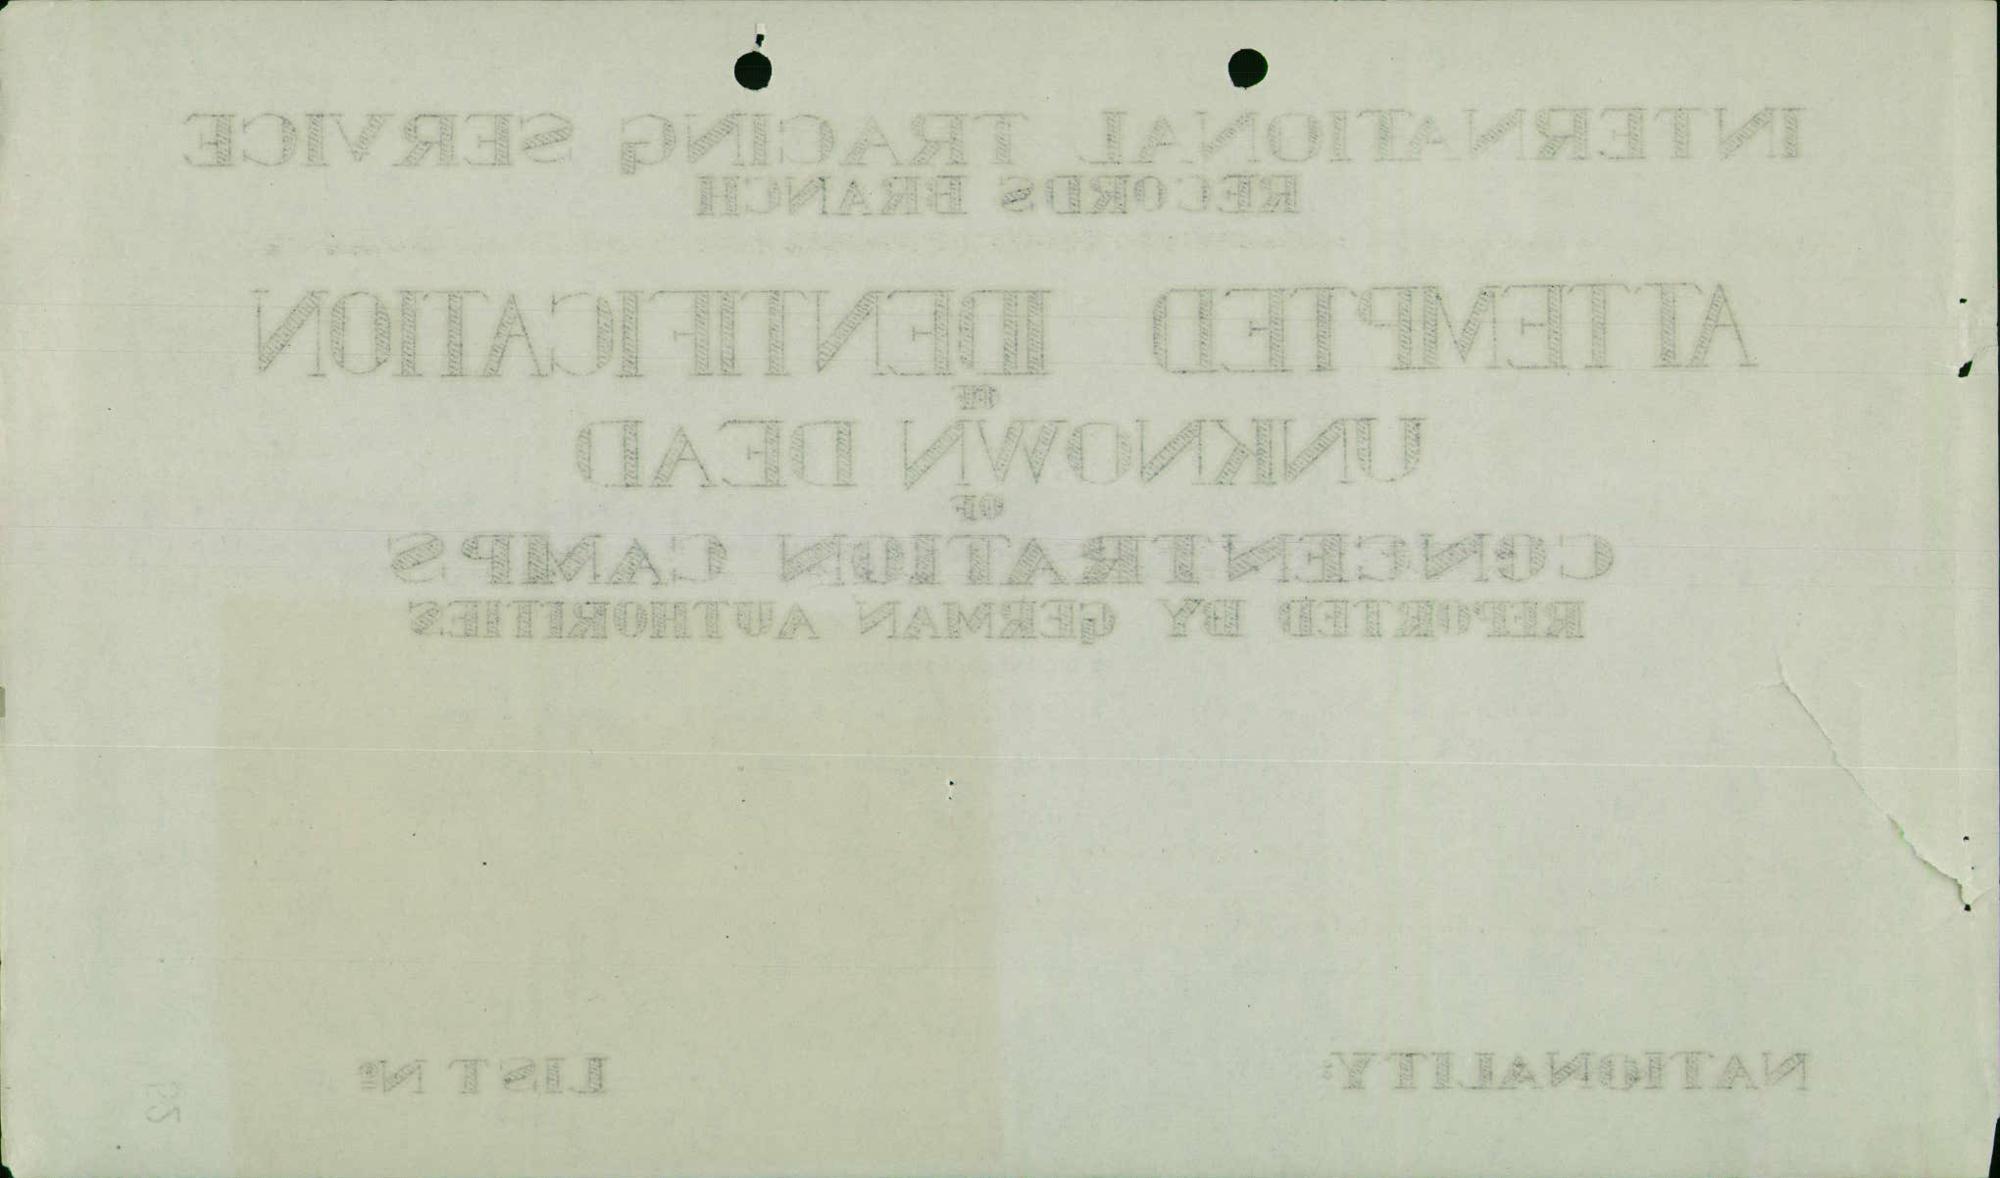 INTERNATIONAL TRACING SERVICE
RECORDS BRANCH
ATTEMPTED IDENTIFICATION
OF
UNKNOWN DEAD
OF
CONCENTRATION CAMPS
REPORTED BY GERMAN AUTHORITIES
NATIONALITY: LIST Nº
52